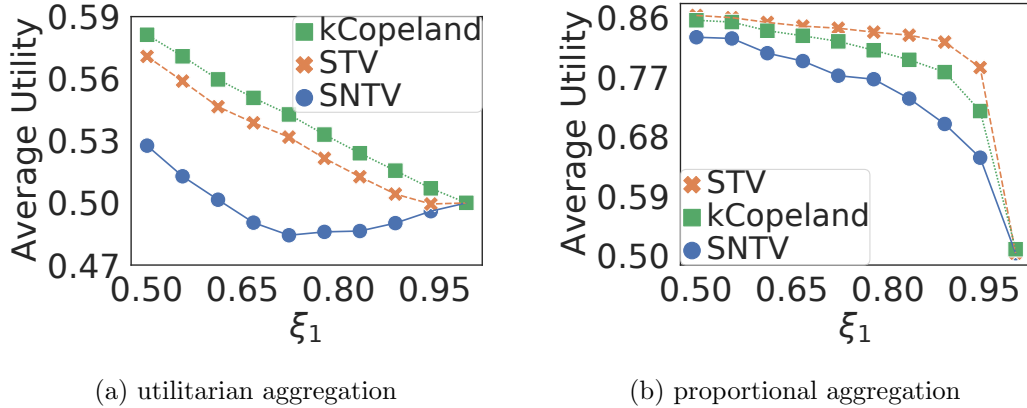 Average Utility
0.59
0.56
0.53
0.50
0.47
kCopeland
STV
SNTV
0.50 0.65 0.80 0.95
ξ1
(a) utilitarian aggregation
Average Utility
0.86
0.77
0.68
0.59
0.50
STV
kCopeland
SNTV
0.50 0.65 0.80 0.95
ξ1
(b) proportional aggregation